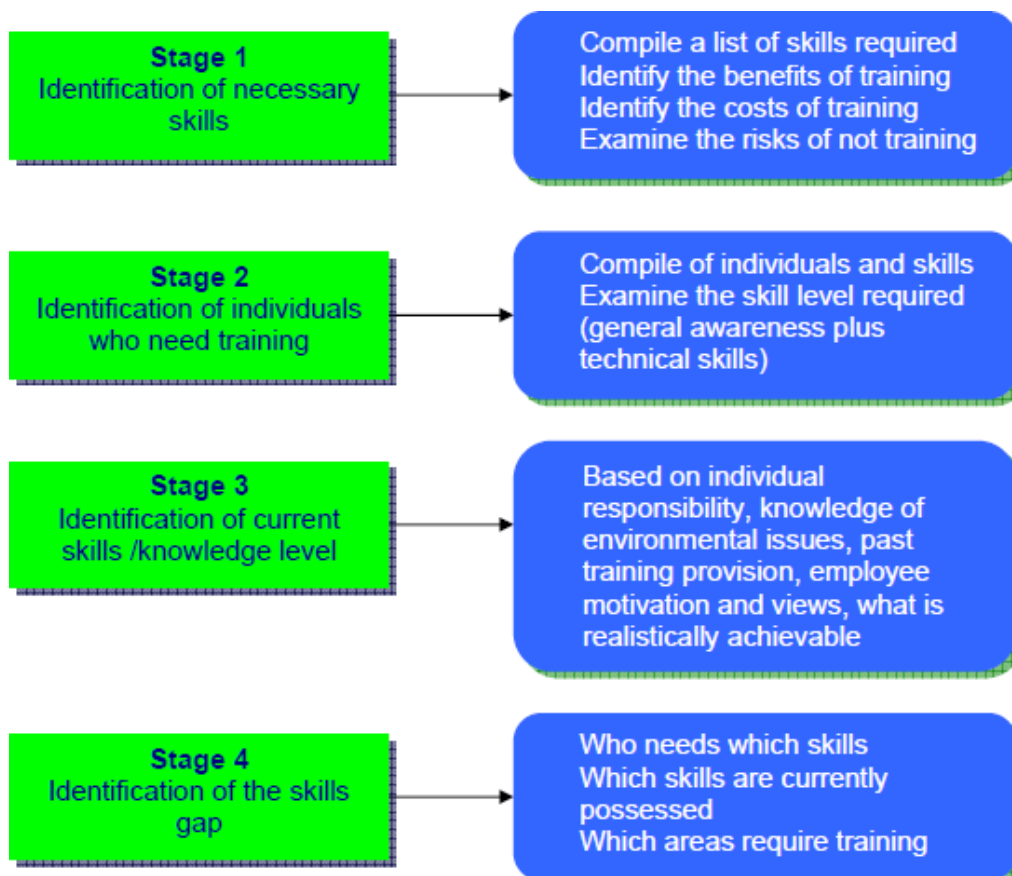 Stage 1
Identification of necessary
skills
Compile a list of skills required
Identify the benefits of training
Identify the costs of training
Examine the risks of not training
Stage 2
Identification of individuals
who need training
Compile of individuals and skills
Examine the skill level required
(general awareness plus
technical skills)
Stage 3
Identification of current
skills /knowledge level
Based on individual
responsibility, knowledge of
environmental issues, past
training provision, employee
motivation and views, what is
realistically achievable
Stage 4
Identification of the skills
gap
Who needs which skills
Which skills are currently
possessed
Which areas require training